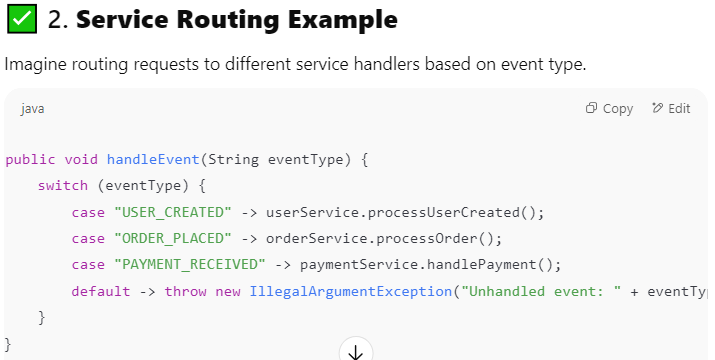 ✅ 2. Service Routing Example
Imagine routing requests to different service handlers based on event type.
java Copy Edit
public void handleEvent(String eventType) {
    switch (eventType) {
        case "USER_CREATED" -> userService.processUserCreated();
        case "ORDER_PLACED" -> orderService.processOrder();
        case "PAYMENT_RECEIVED" -> paymentService.handlePayment();
        default -> throw new IllegalArgumentException("Unhandled event: " + eventTyp
    }
}